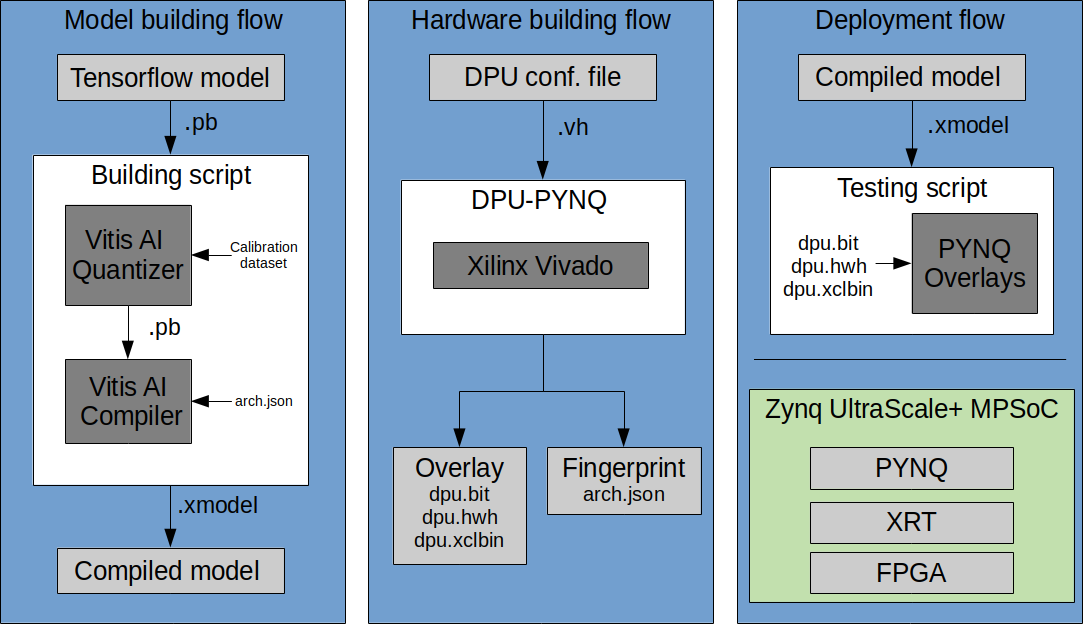 Model building flow
Tensorflow model
.pb
Building script
Vitis AI
Quantizer
Calibration
dataset
.pb
Vitis AI
Compiler
arch.json
.xmodel
Compiled model
Hardware building flow
DPU conf. file
.vh
DPU-PYNQ
Xilinx Vivado
Overlay
dpu.bit
dpu.hwh
dpu.xclbin
Fingerprint
arch.json
Deployment flow
Compiled model
.xmodel
Testing script
dpu.bit
dpu.hwh
dpu.xclbin
PYNQ
Overlays
Zynq UltraScale+ MPSoC
PYNQ
XRT
FPGA